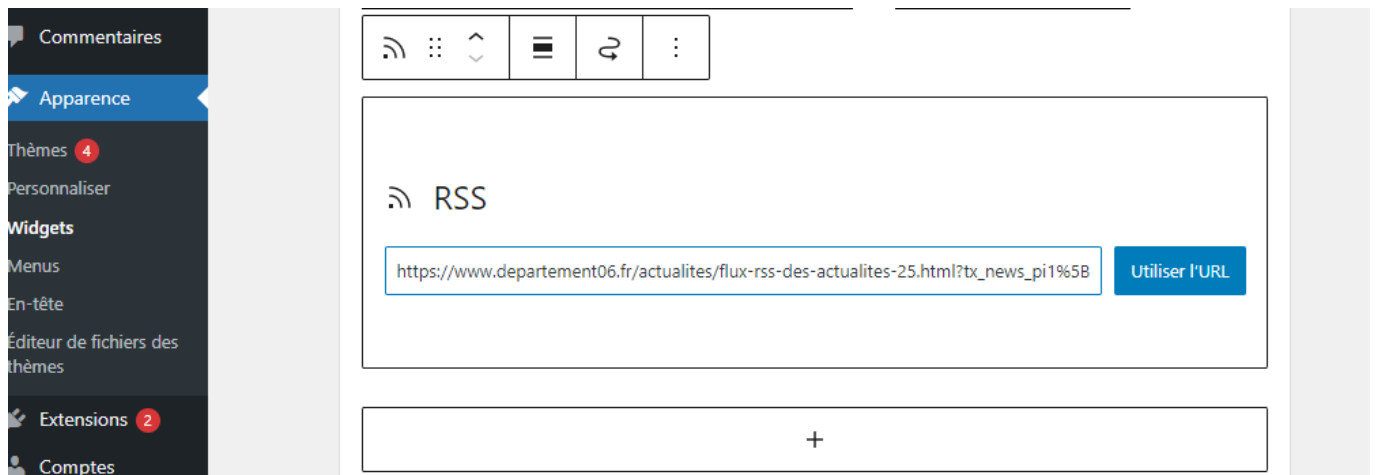 Commentaires
Apparence
Thèmes 4
Personnaliser
Widgets
Menus
En-tête
Éditeur de fichiers des
thèmes
Extensions 2
Comptes
RSS
https://www.departement06.fr/actualites/flux-rss-des-actualites-25.html?tx_news_pi1%5B
Utiliser l'URL